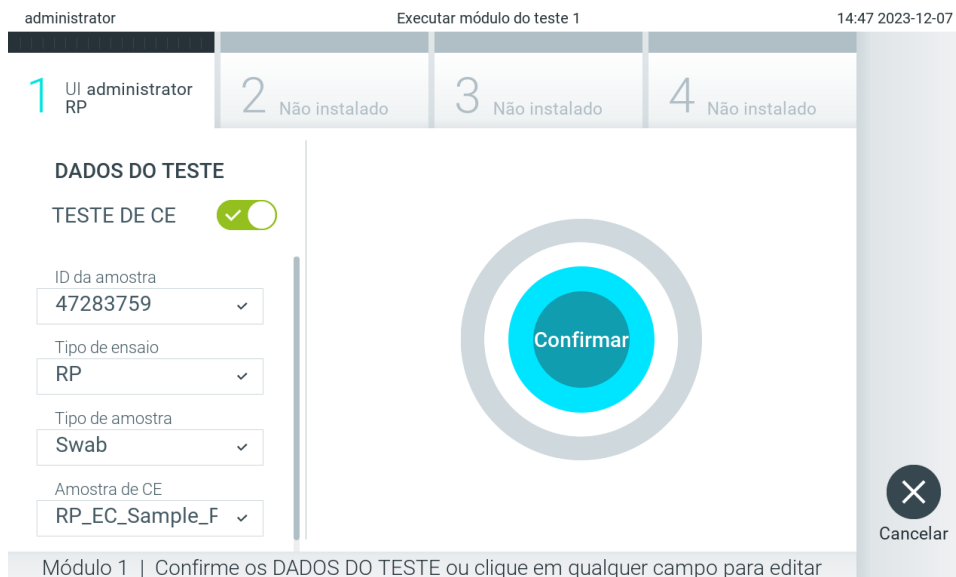 administrator
Executar módulo do teste 1
14:47 2023-12-07
1 UI administrator
RP
2 Não instalado
3 Não instalado
4 Não instalado
DADOS DO TESTE
TESTE DE CE
ID da amostra
47283759
Tipo de ensaio
RP
Tipo de amostra
Swab
Amostra de CE
RP_EC_Sample_
Confirmar
Cancelar
Módulo 1 | Confirme os DADOS DO TESTE ou clique em qualquer campo para editar